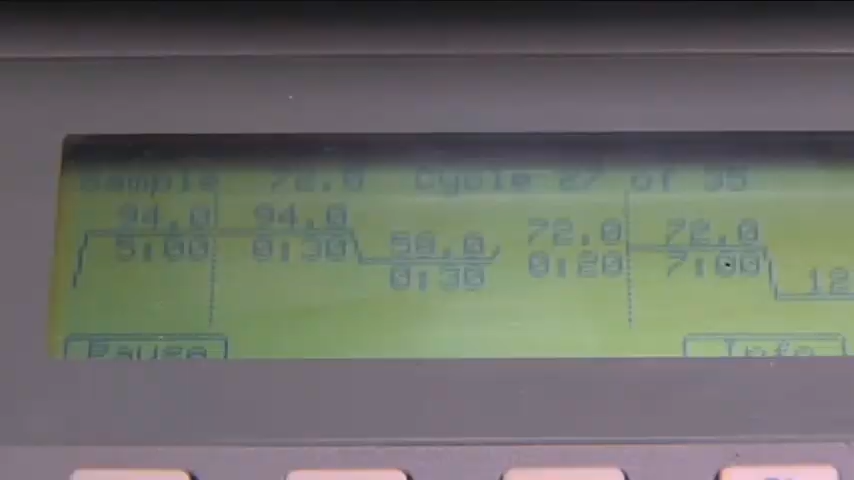 Sample 72.0 Cycle 27 of 35
94.0 94.0 72.0 72.0
5:00 0:30 58.0 0:20 7:00
0:30 12
Pause Info